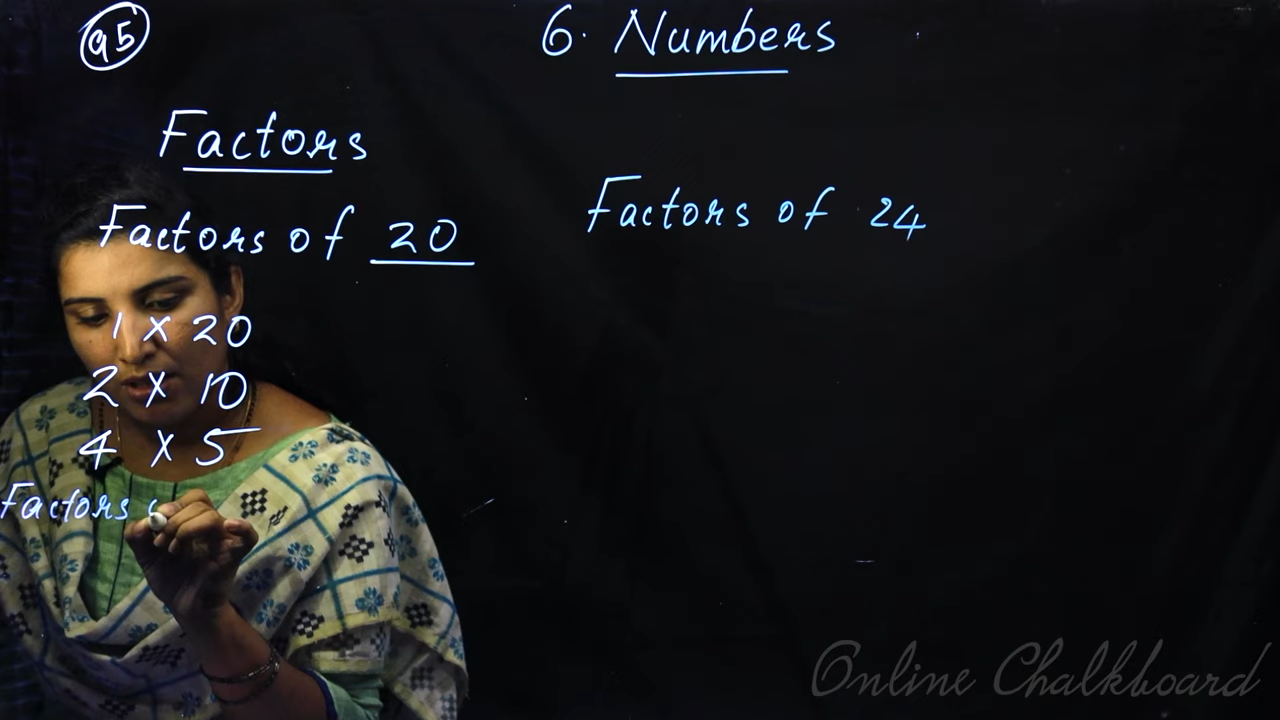 95
6. Numbers
Factors
Factors of 20
1 × 20
2 × 10
4 × 5
Factors
Factors of 24
Online Chalkboard